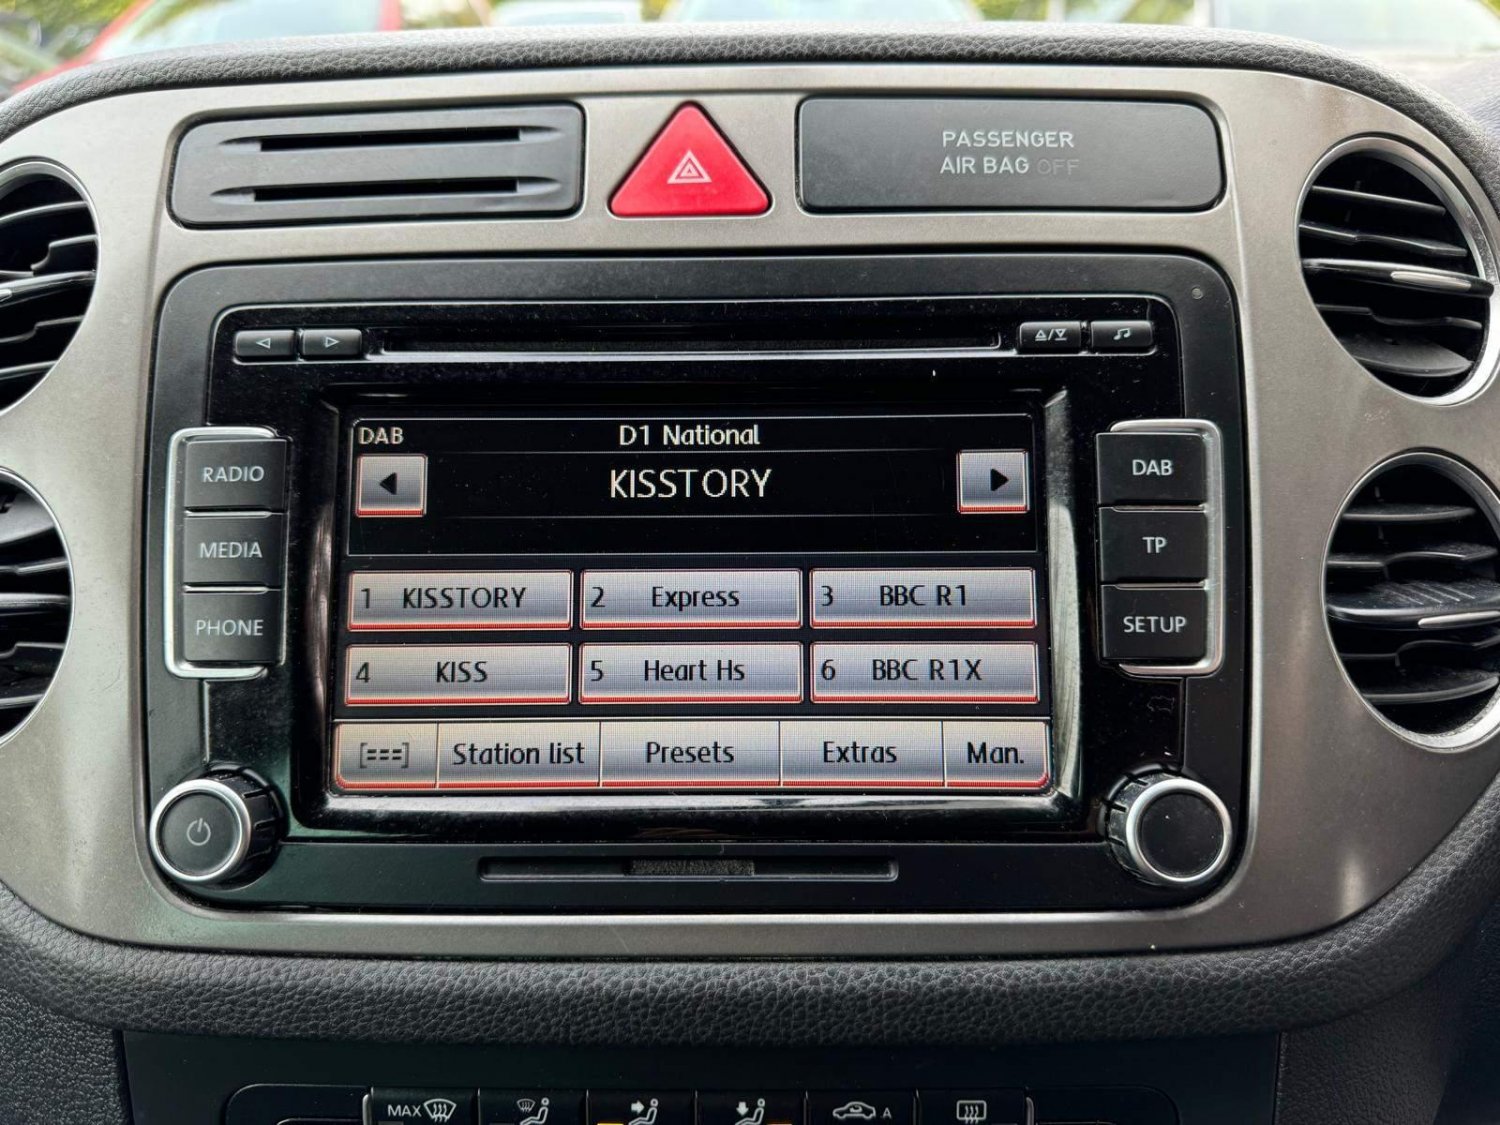 PASSENGER
AIR BAG OFF
DAB
D1 National
KISSTORY
RADIO
MEDIA
PHONE
DAB
TP
SETUP
1 KISSTORY
2 Express
3 BBC R1
4 KISS
5 Heart Hs
6 BBC R1X
[===] Station list Presets Extras Man.
MAX
A